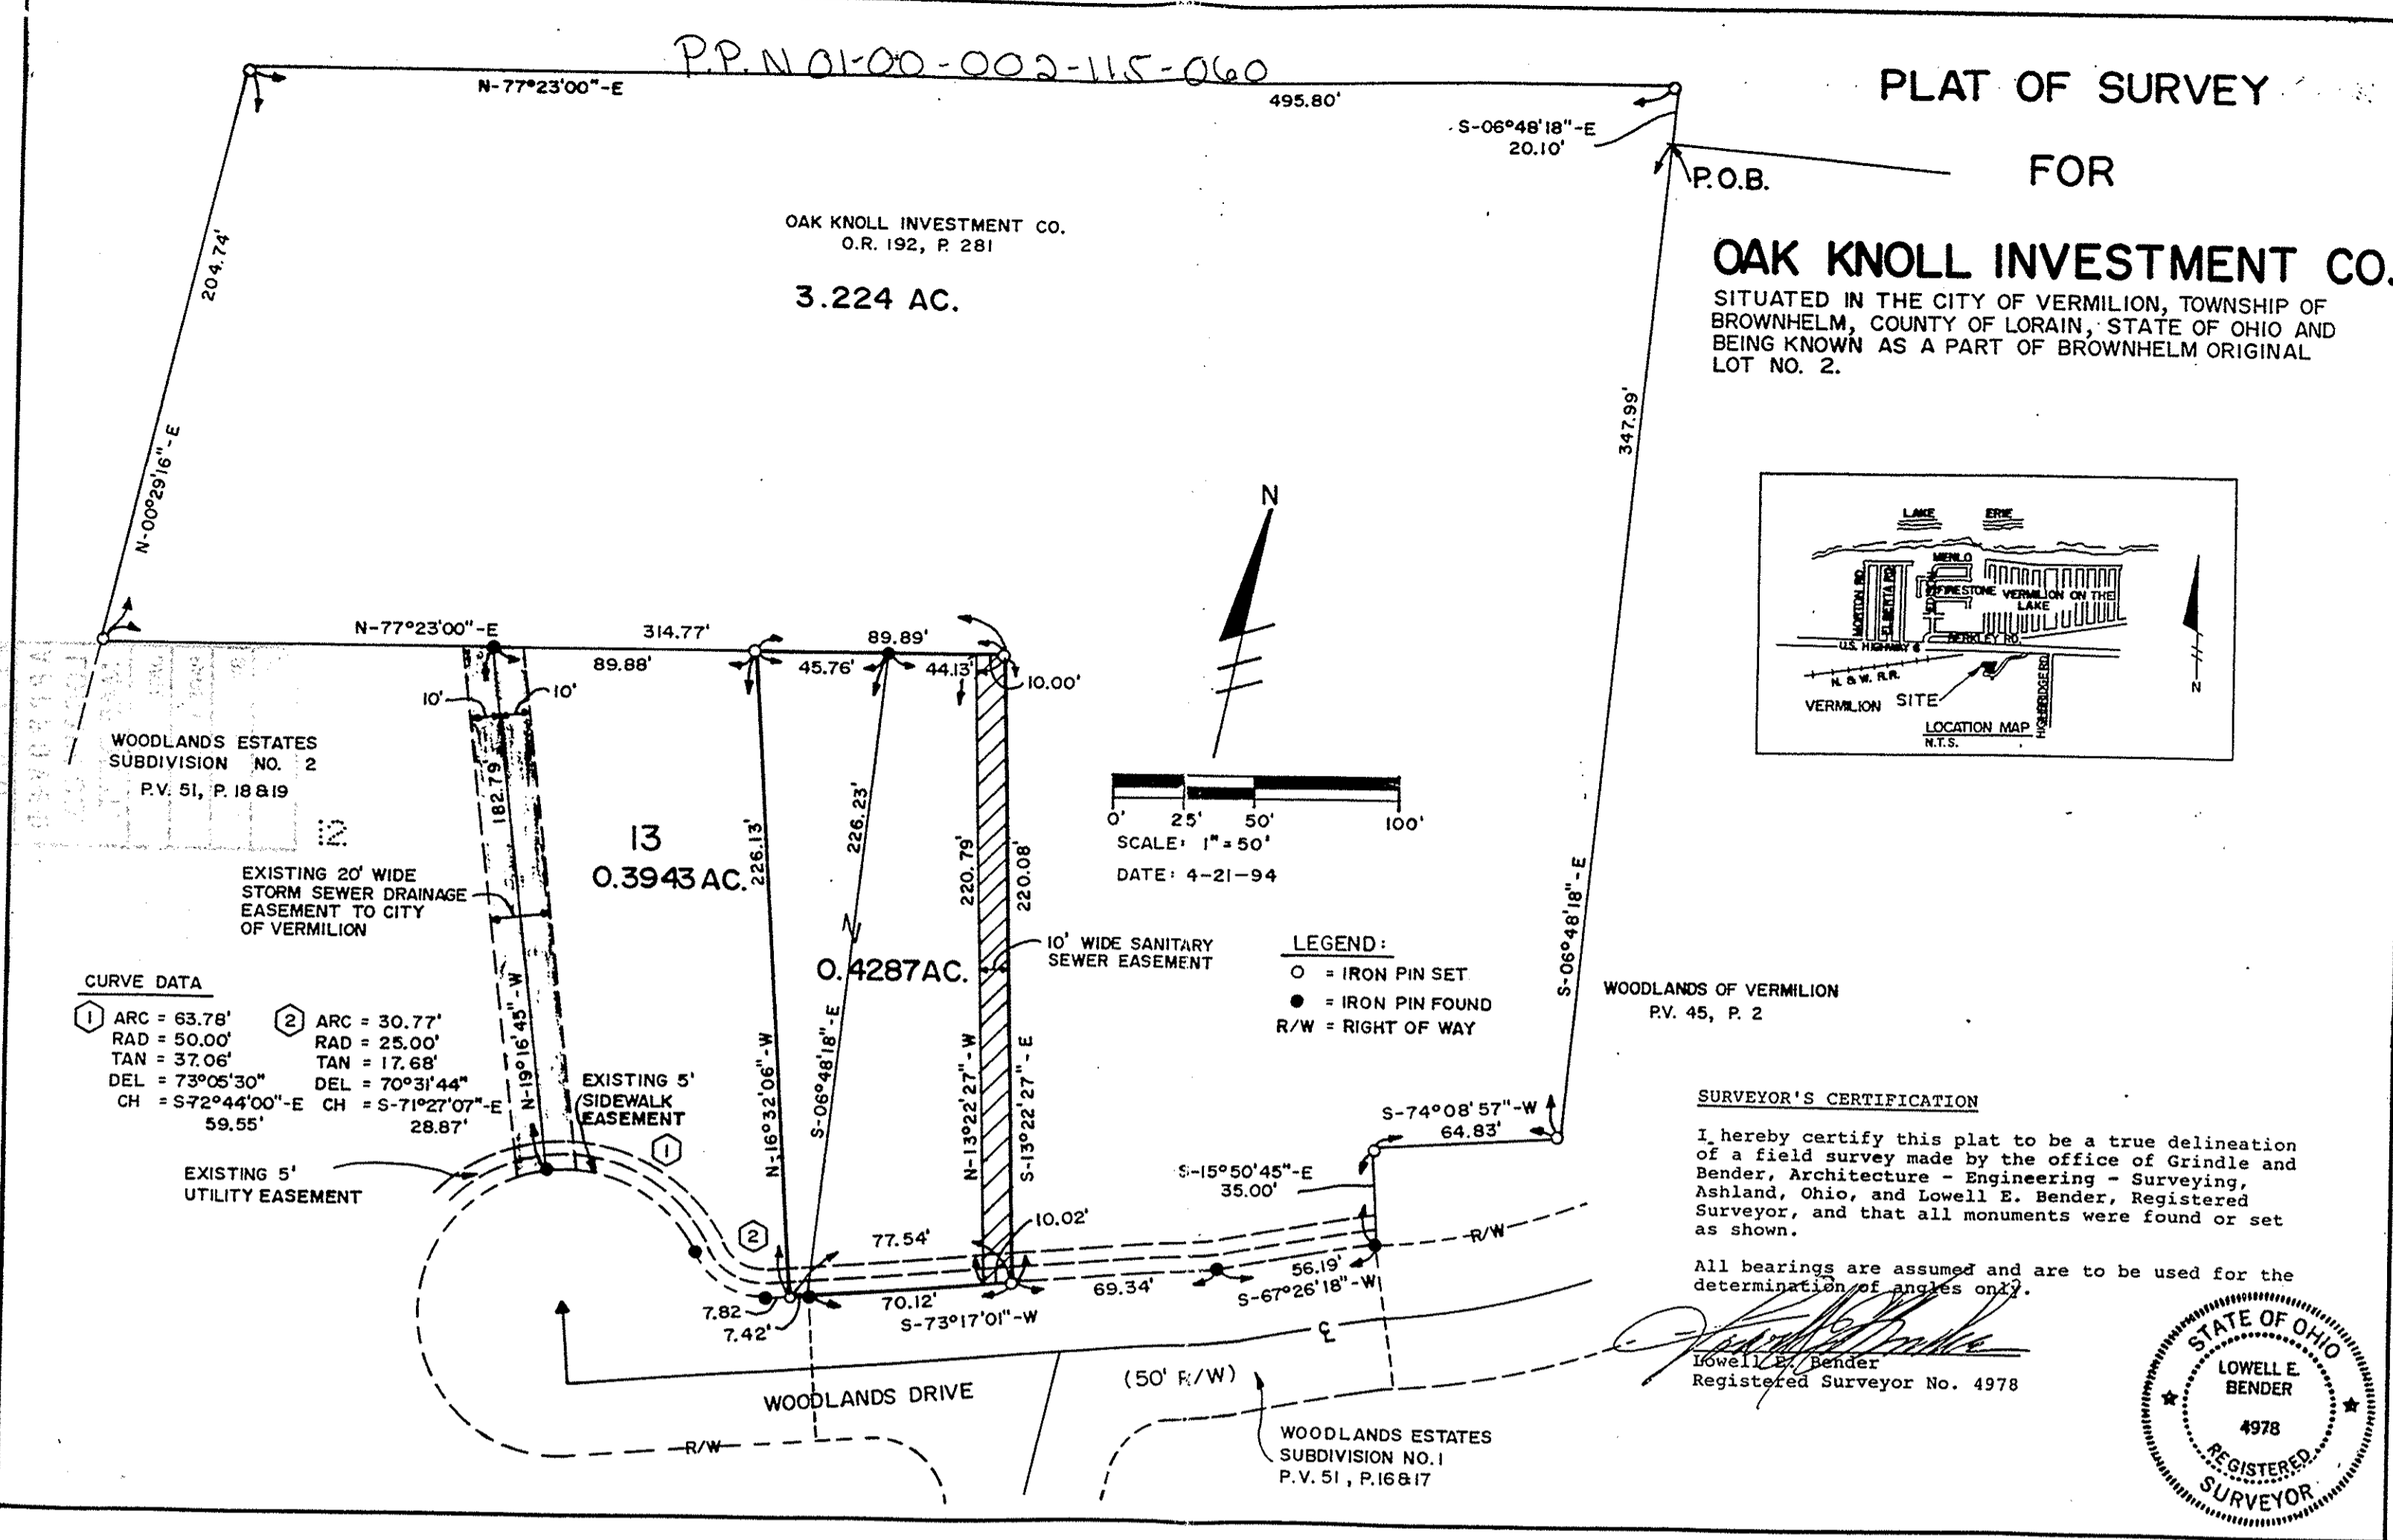 P.P.N 01-00-002-115-060
N-77°23'00"-E
495.80'
S-06°48'18"-E
20.10'
P.O.B.
PLAT OF SURVEY
FOR
OAK KNOLL INVESTMENT CO.
SITUATED IN THE CITY OF VERMILION, TOWNSHIP OF
BROWNHELM, COUNTY OF LORAIN, STATE OF OHIO AND
BEING KNOWN AS A PART OF BROWNHELM ORIGINAL
LOT NO. 2.
OAK KNOLL INVESTMENT CO.
O.R. 192, P. 281
3.224 AC.
204.74'
N-00°29'16"-E
347.99'
S-06°48'18"-E
N
LAKE ERIE
MENLO
MORTON RD.
ELBERTA RD.
EDISON
FIRESTONE
VERMILION ON THE
LAKE
BERKLEY RD.
U.S. HIGHWAY 6
N. & W. R.R.
VERMILION
SITE
HIGHBRIDGE RD.
LOCATION MAP
N.T.S.
N
N-77°23'00"-E
314.77'
89.89'
89.88'
45.76'
44.13'
10.00'
10'
10'
WOODLANDS ESTATES
SUBDIVISION NO. 2
P.V. 51, P. 18 & 19
12
182.79'
N-19°16'45"-W
13
0.3943 AC.
226.13'
N-16°32'06"-W
226.23'
S-06°48'18"-E
0.4287 AC.
220.79'
N-13°22'27"-W
220.08'
S-13°22'27"-E
0' 25' 50' 100'
SCALE: 1" = 50'
DATE: 4-21-94
EXISTING 20' WIDE
STORM SEWER DRAINAGE
EASEMENT TO CITY
OF VERMILION
10' WIDE SANITARY
SEWER EASEMENT
LEGEND:
O = IRON PIN SET
● = IRON PIN FOUND
R/W = RIGHT OF WAY
WOODLANDS OF VERMILION
P.V. 45, P. 2
CURVE DATA
1 ARC = 63.78'
RAD = 50.00'
TAN = 37.06'
DEL = 73°05'30"
CH = S-72°44'00"-E
59.55'
2 ARC = 30.77'
RAD = 25.00'
TAN = 17.68'
DEL = 70°31'44"
CH = S-71°27'07"-E
28.87'
EXISTING 5'
SIDEWALK
EASEMENT
EXISTING 5'
UTILITY EASEMENT
1
2
S-74°08'57"-W
64.83'
S-15°50'45"-E
35.00'
10.02'
77.54'
7.82
7.42'
70.12'
S-73°17'01"-W
69.34'
56.19'
S-67°26'18"-W
R/W
℄
WOODLANDS DRIVE
(50' R/W)
R/W
WOODLANDS ESTATES
SUBDIVISION NO. 1
P.V. 51, P. 16 & 17
SURVEYOR'S CERTIFICATION
I hereby certify this plat to be a true delineation
of a field survey made by the office of Grindle and
Bender, Architecture - Engineering - Surveying,
Ashland, Ohio, and Lowell E. Bender, Registered
Surveyor, and that all monuments were found or set
as shown.
All bearings are assumed and are to be used for the
determination of angles only.
Lowell E. Bender
Registered Surveyor No. 4978
STATE OF OHIO
LOWELL E.
BENDER
4978
REGISTERED
SURVEYOR